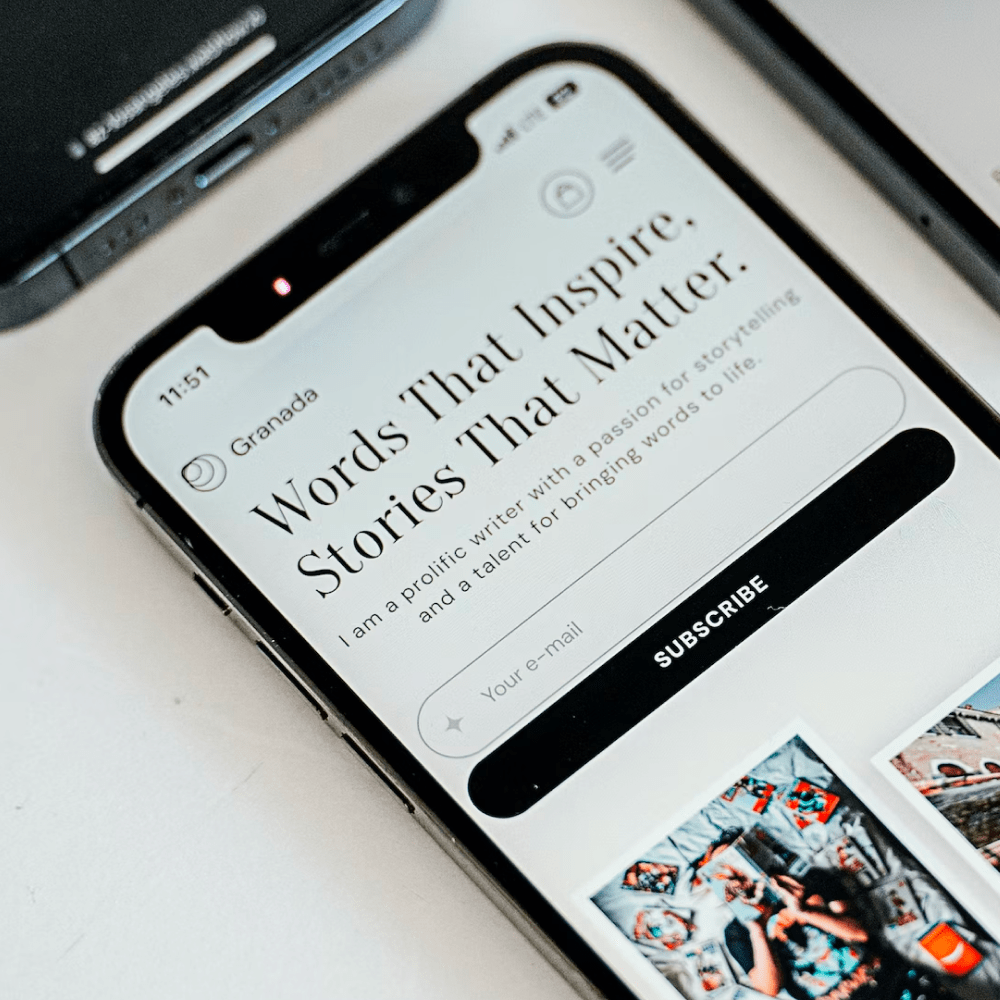 LTE
11:51
Granada
Words That Inspire,
Stories That Matter.
I am a prolific writer with a passion for storytelling
and a talent for bringing words to life.
Your e-mail
SUBSCRIBE